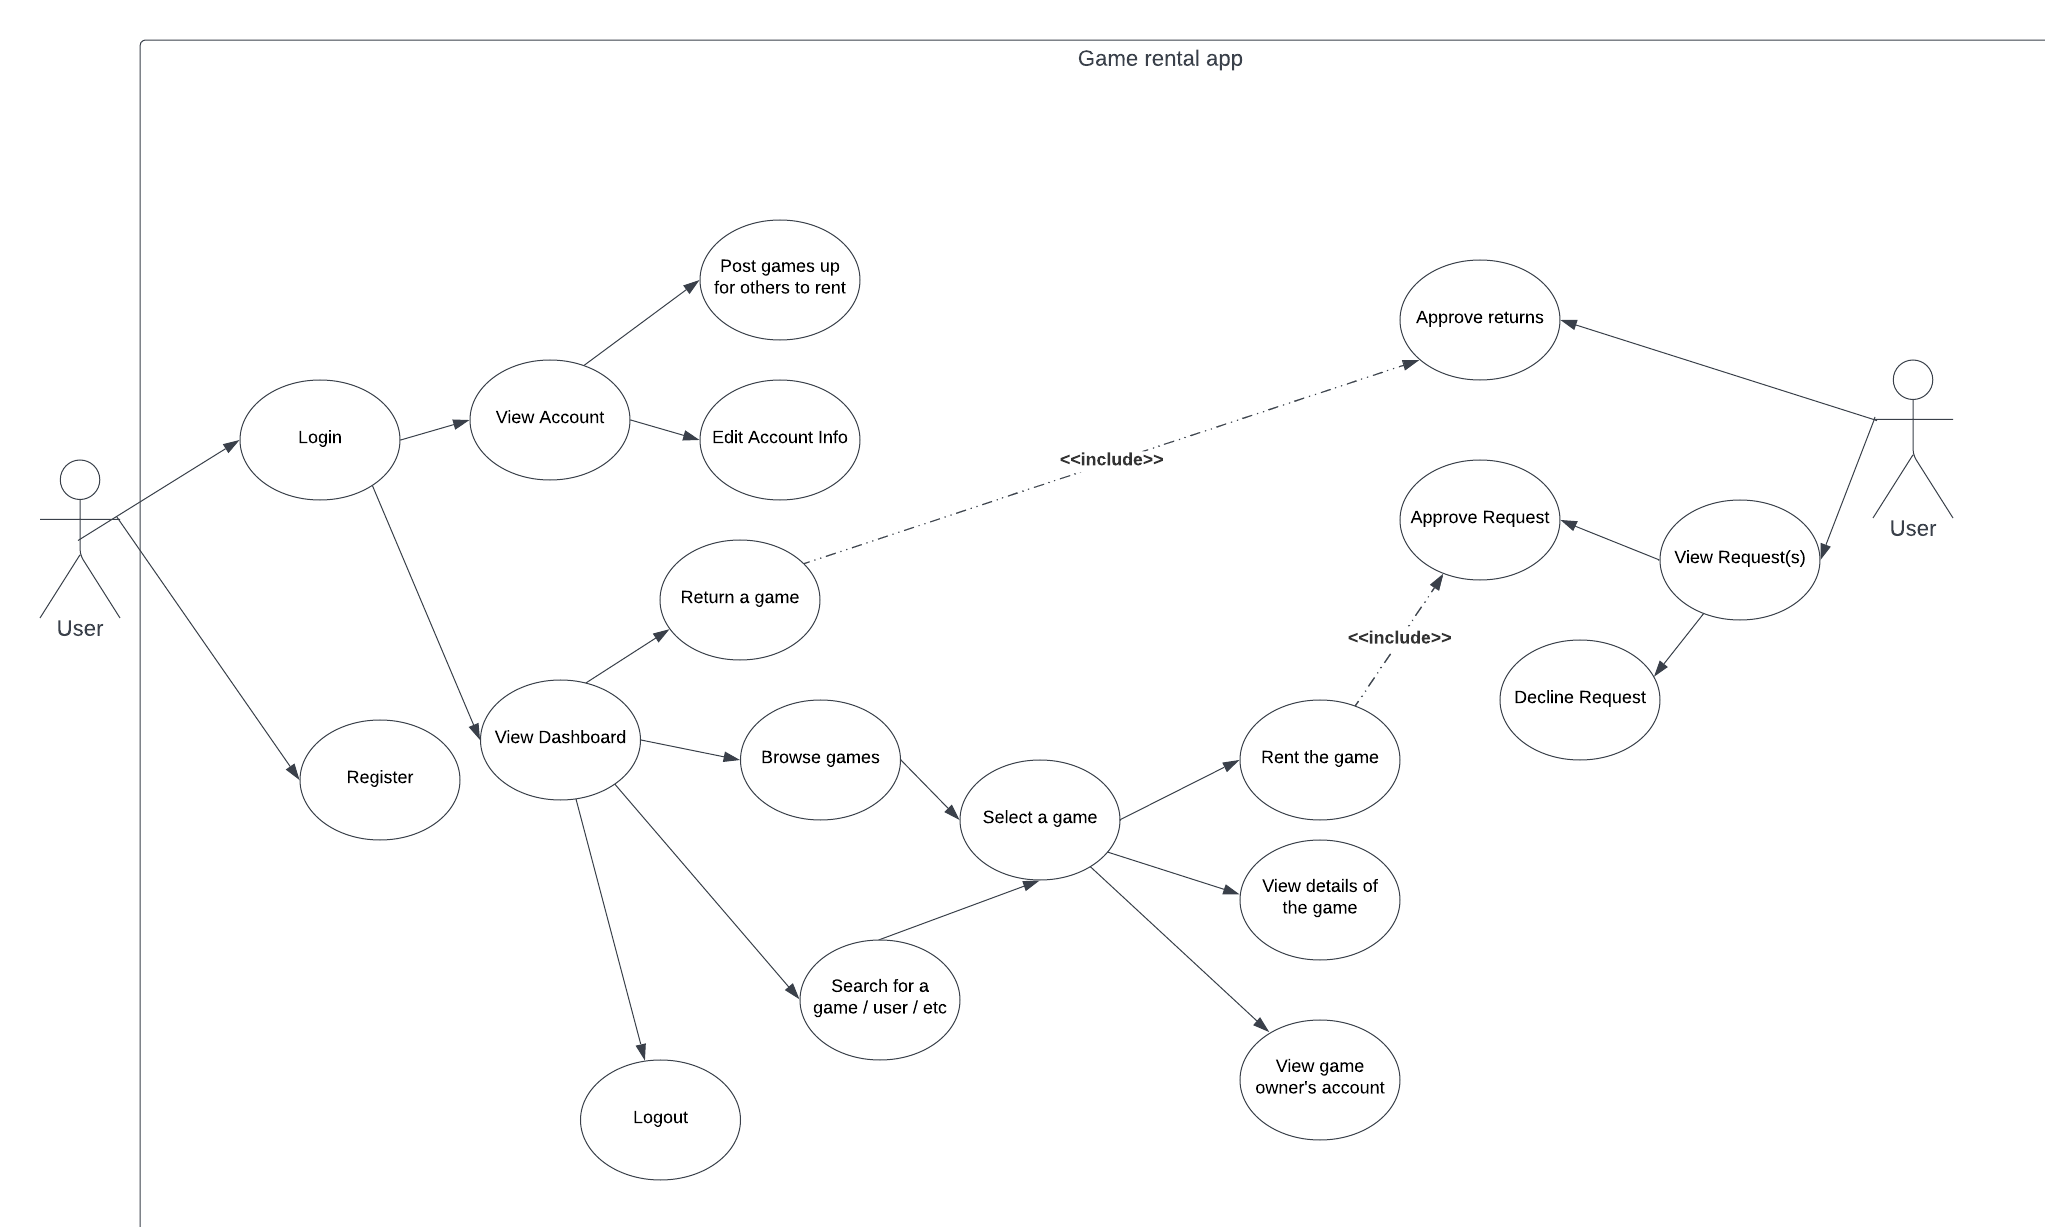 Game rental app
Post games up
for others to rent
Approve returns
Login
View Account
Edit Account Info
<<include>>
User
Approve Request
View Request(s)
User
Return a game
<<include>>
Decline Request
Register
View Dashboard
Browse games
Rent the game
Select a game
View details of
the game
Search for a
game / user / etc
View game
owner's account
Logout